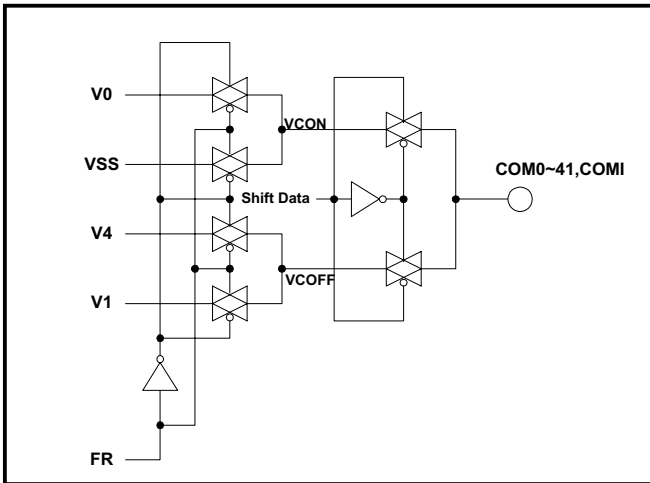 V0
VCON
VSS
COM0~41,COMI
Shift Data
V4
VCOFF
V1
FR